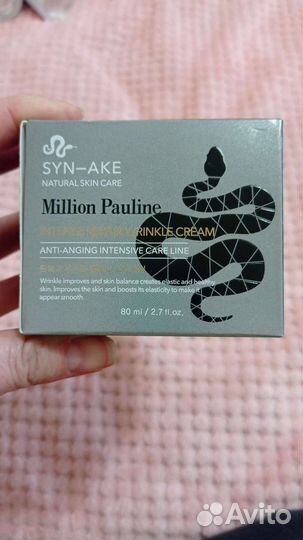 SYN-AKE
NATURAL SKIN CARE
Million Pauline
INTENSE REPAIR WRINKLE CREAM
ANTI-ANGING INTENSIVE CARE LINE
Wrinkle improves and skin balance creates elastic and healthy
skin. Improves the skin and boosts its elasticity to make it
appear smooth.
80 ml / 2.7 fl.oz.
Avito